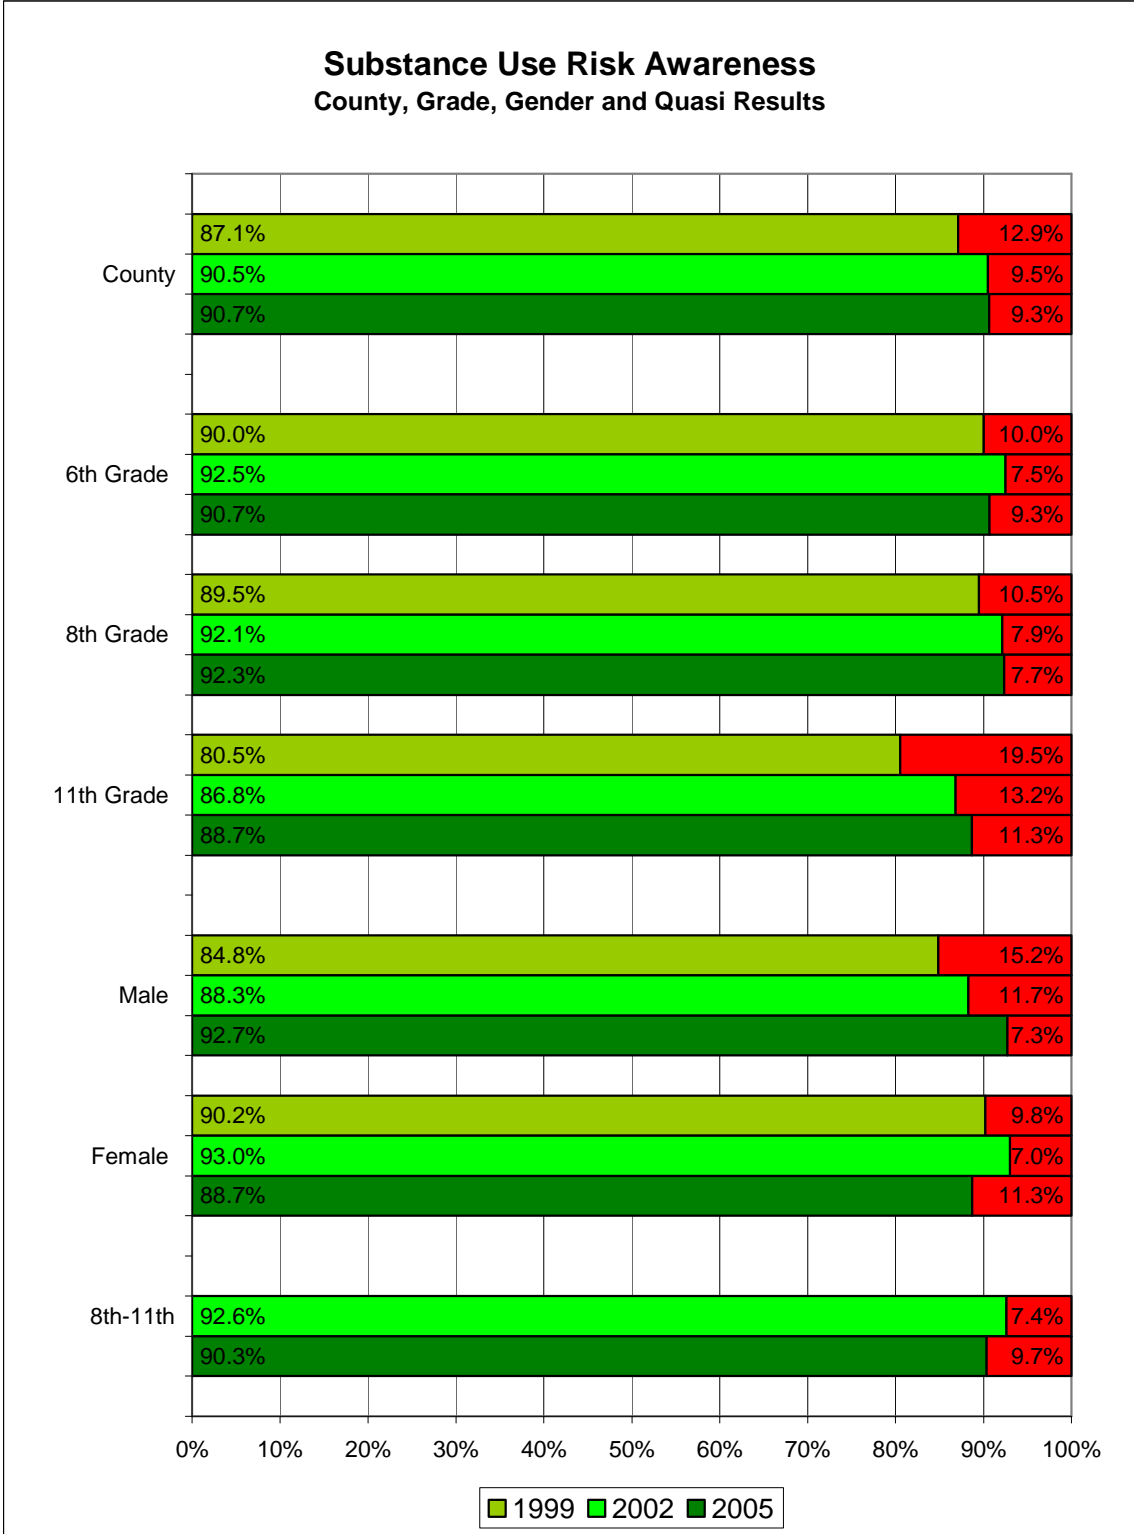 Substance Use Risk Awareness
County, Grade, Gender and Quasi Results
87.1% 12.9%
County 90.5% 9.5%
90.7% 9.3%
90.0% 10.0%
6th Grade 92.5% 7.5%
90.7% 9.3%
89.5% 10.5%
8th Grade 92.1% 7.9%
92.3% 7.7%
80.5% 19.5%
11th Grade 86.8% 13.2%
88.7% 11.3%
84.8% 15.2%
Male 88.3% 11.7%
92.7% 7.3%
90.2% 9.8%
Female 93.0% 7.0%
88.7% 11.3%
8th-11th 92.6% 7.4%
90.3% 9.7%
0% 10% 20% 30% 40% 50% 60% 70% 80% 90% 100%
1999 2002 2005